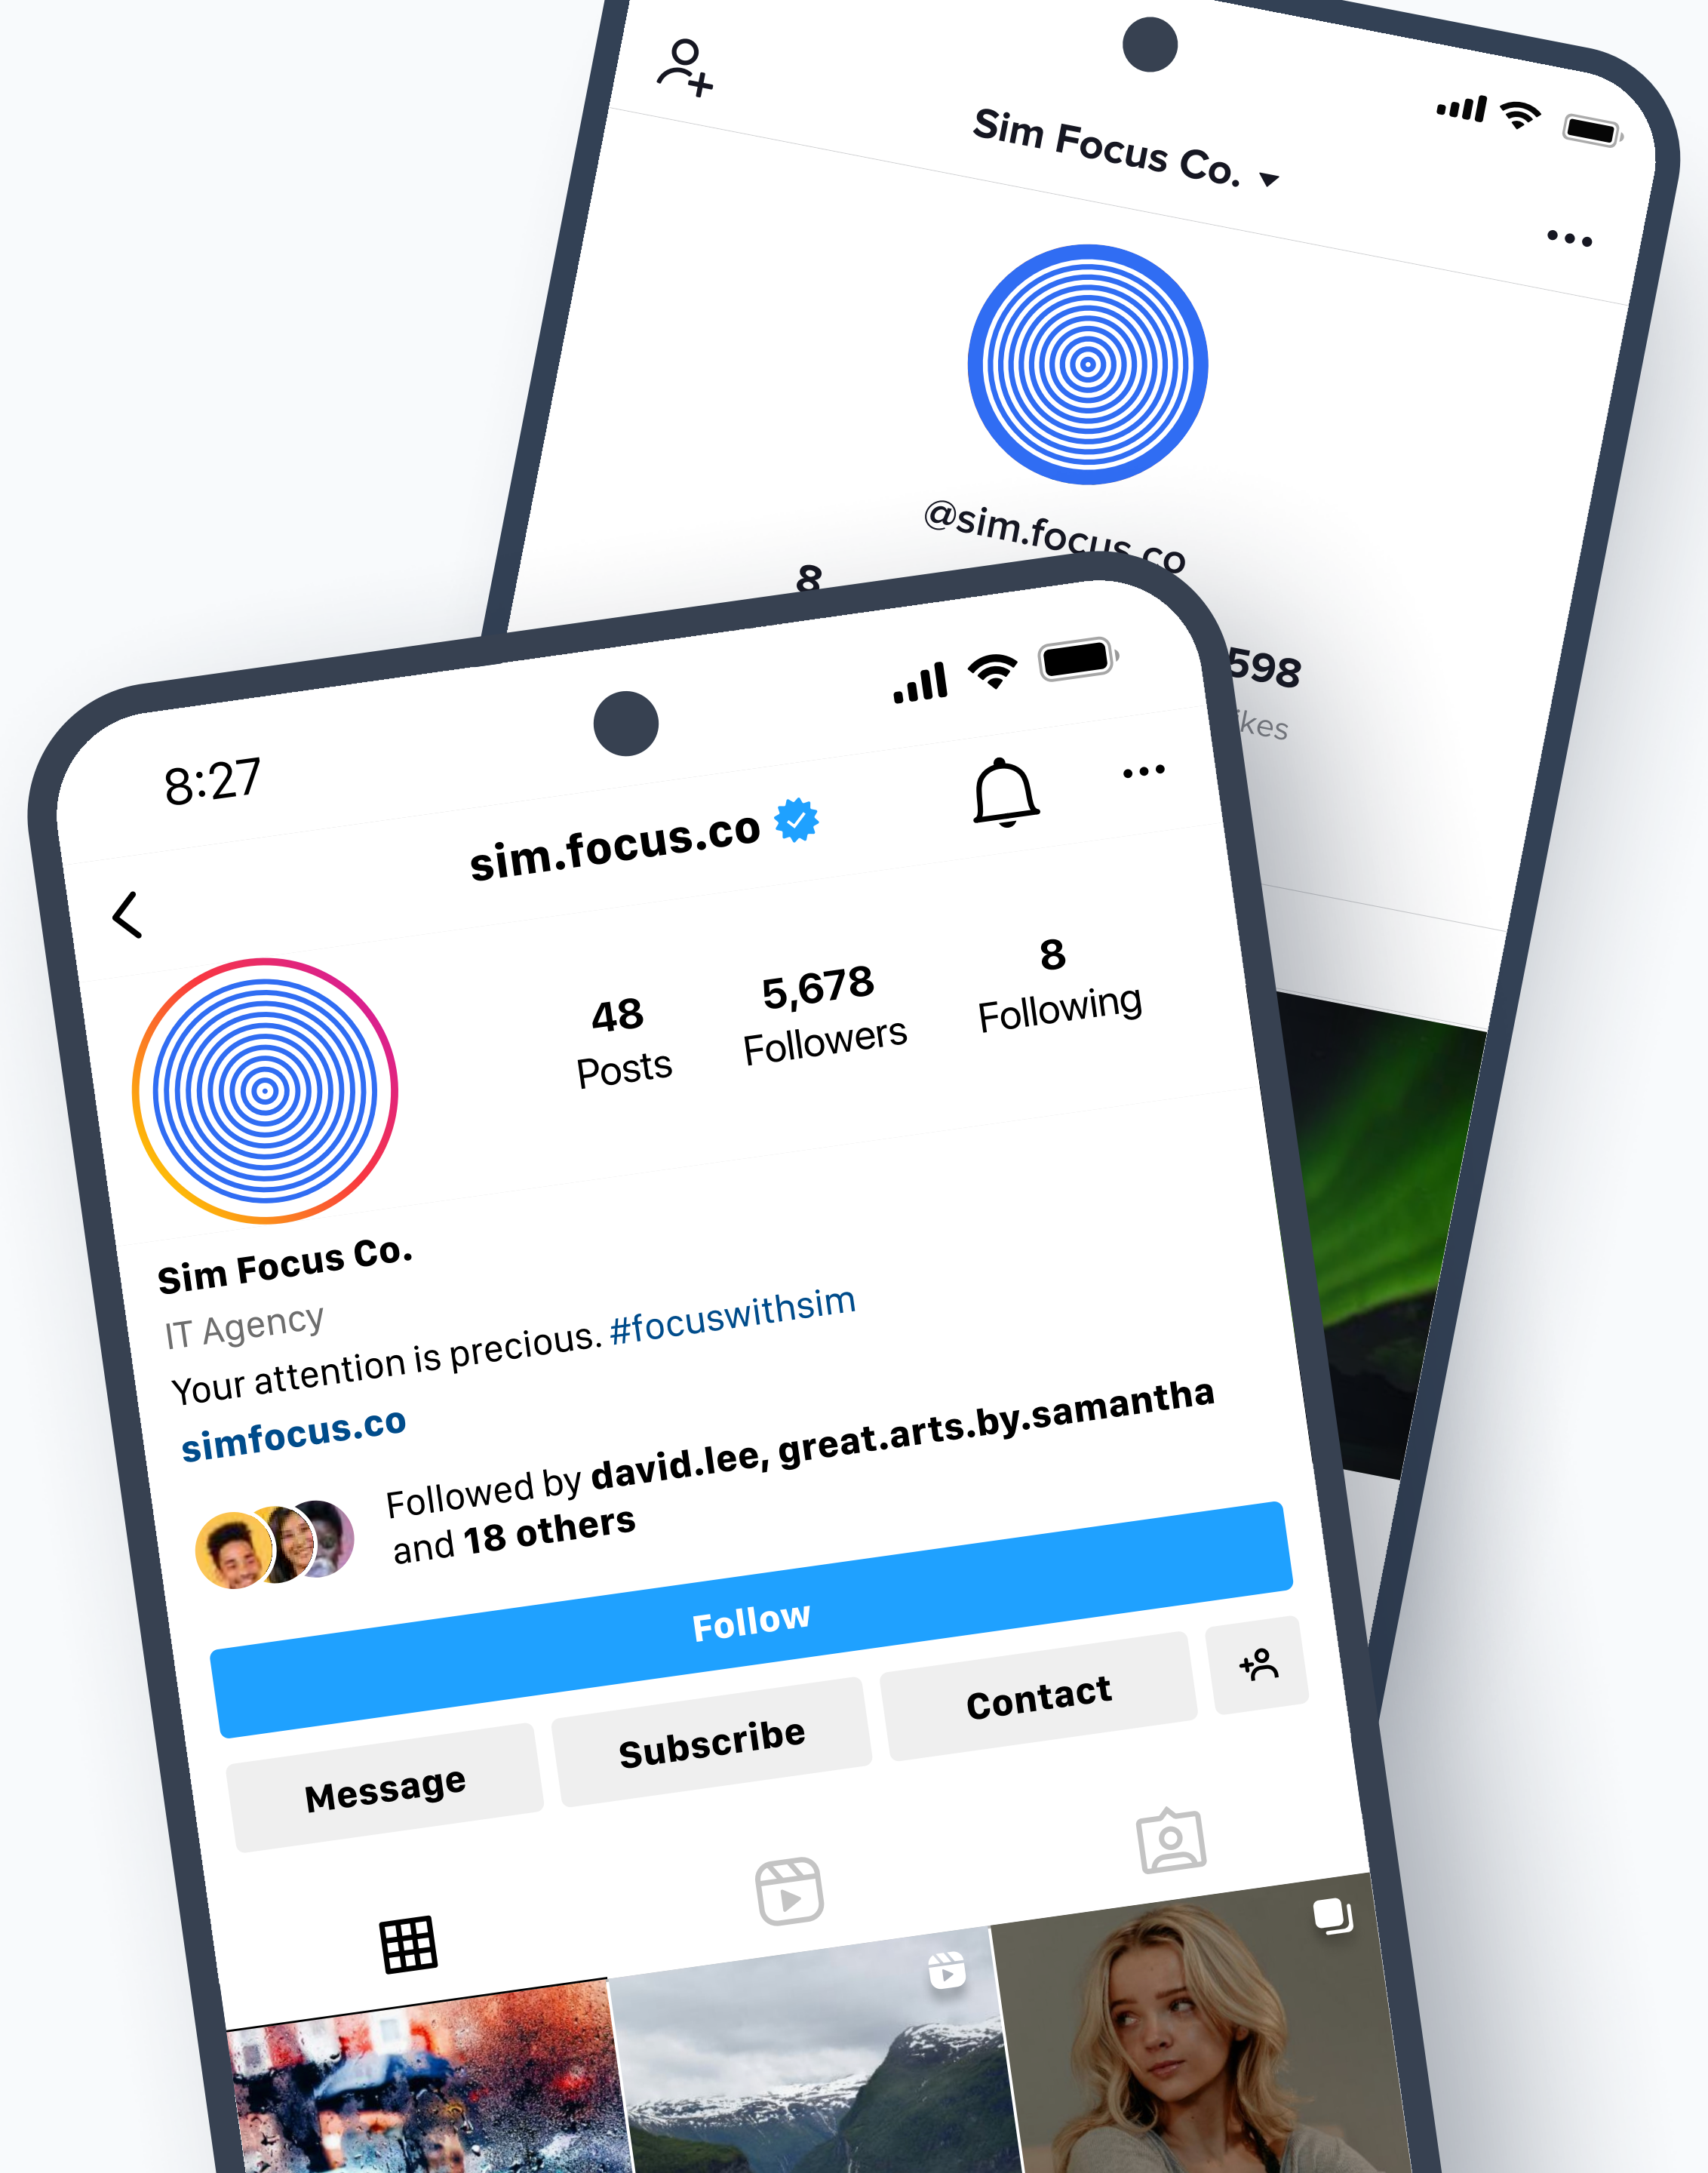 Sim Focus Co.
@sim.focus.co
8
598
8:27
sim.focus.co
48
Posts
5,678
Followers
8
Following
Sim Focus Co.
IT Agency
Your attention is precious. #focuswithsim
simfocus.co
Followed by david.lee, great.arts.by.samantha
and 18 others
Follow
Message
Subscribe
Contact